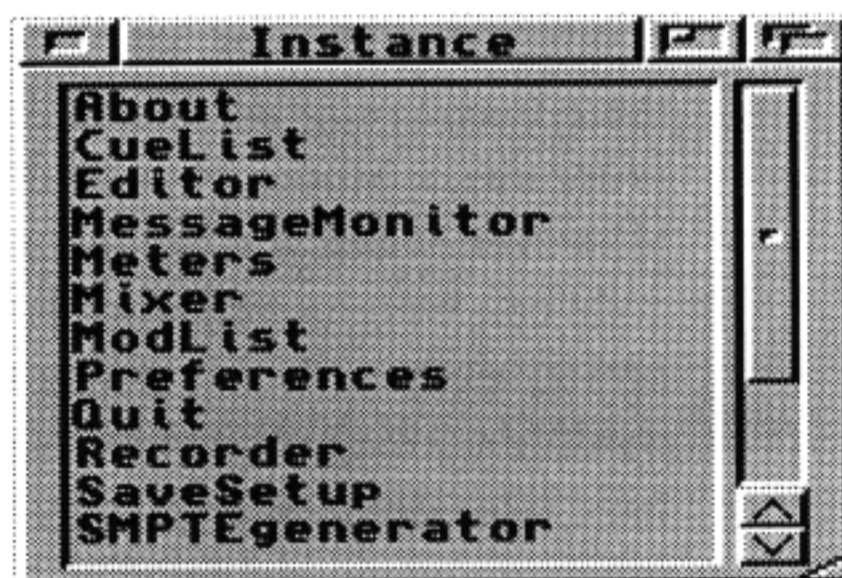 Instance
About
CueList
Editor
MessageMonitor
Meters
Mixer
ModList
Preferences
Quit
Recorder
SaveSetup
SMPTEgenerator